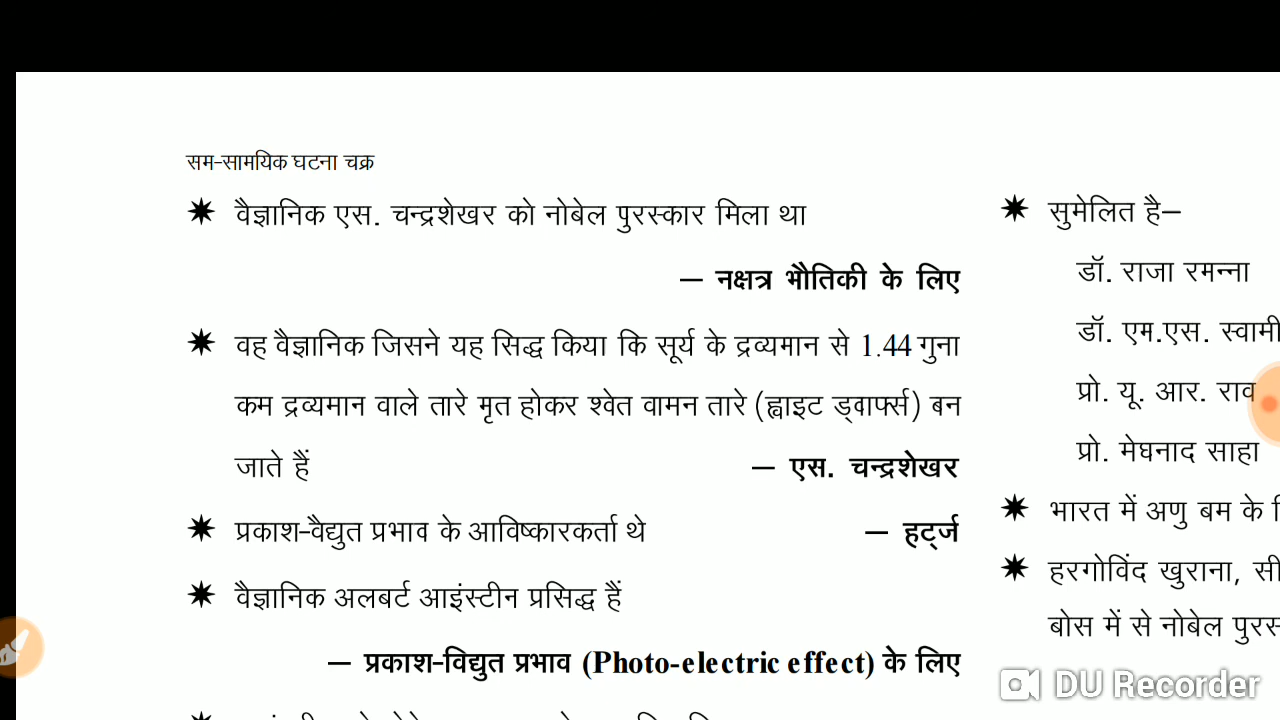 सम-सामयिक घटना चक्र
✷ वैज्ञानिक एस. चन्द्रशेखर को नोबेल पुरस्कार मिला था
– नक्षत्र भौतिकी के लिए
✷ वह वैज्ञानिक जिसने यह सिद्ध किया कि सूर्य के द्रव्यमान से 1.44 गुना
कम द्रव्यमान वाले तारे मृत होकर श्वेत वामन तारे (ह्वाइट ड्वार्फ्स) बन
जाते हैं – एस. चन्द्रशेखर
✷ प्रकाश-वैद्युत प्रभाव के आविष्कारकर्ता थे – हर्ट्ज
✷ वैज्ञानिक अलबर्ट आइंस्टीन प्रसिद्ध हैं
– प्रकाश-विद्युत प्रभाव (Photo-electric effect) के लिए
✷ सुमेलित है–
डॉ. राजा रमन्ना
डॉ. एम.एस. स्वामी
प्रो. यू. आर. राव
प्रो. मेघनाद साहा
✷ भारत में अणु बम के
✷ हरगोविंद खुराना, सी
बोस में से नोबेल
DU Recorder